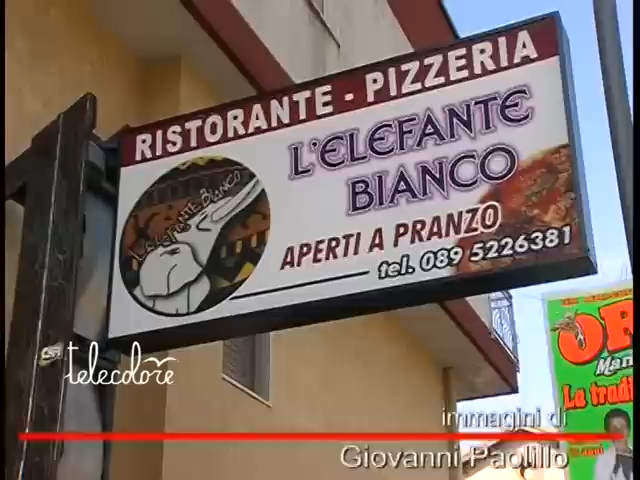 RISTORANTE - PIZZERIA
L'ELEFANTE
BIANCO
L'ELEFANTE BIANCO
APERTI A PRANZO
tel. 089 5226381
telecolore
immagini di
Giovanni Paolillo
OR
La tradi